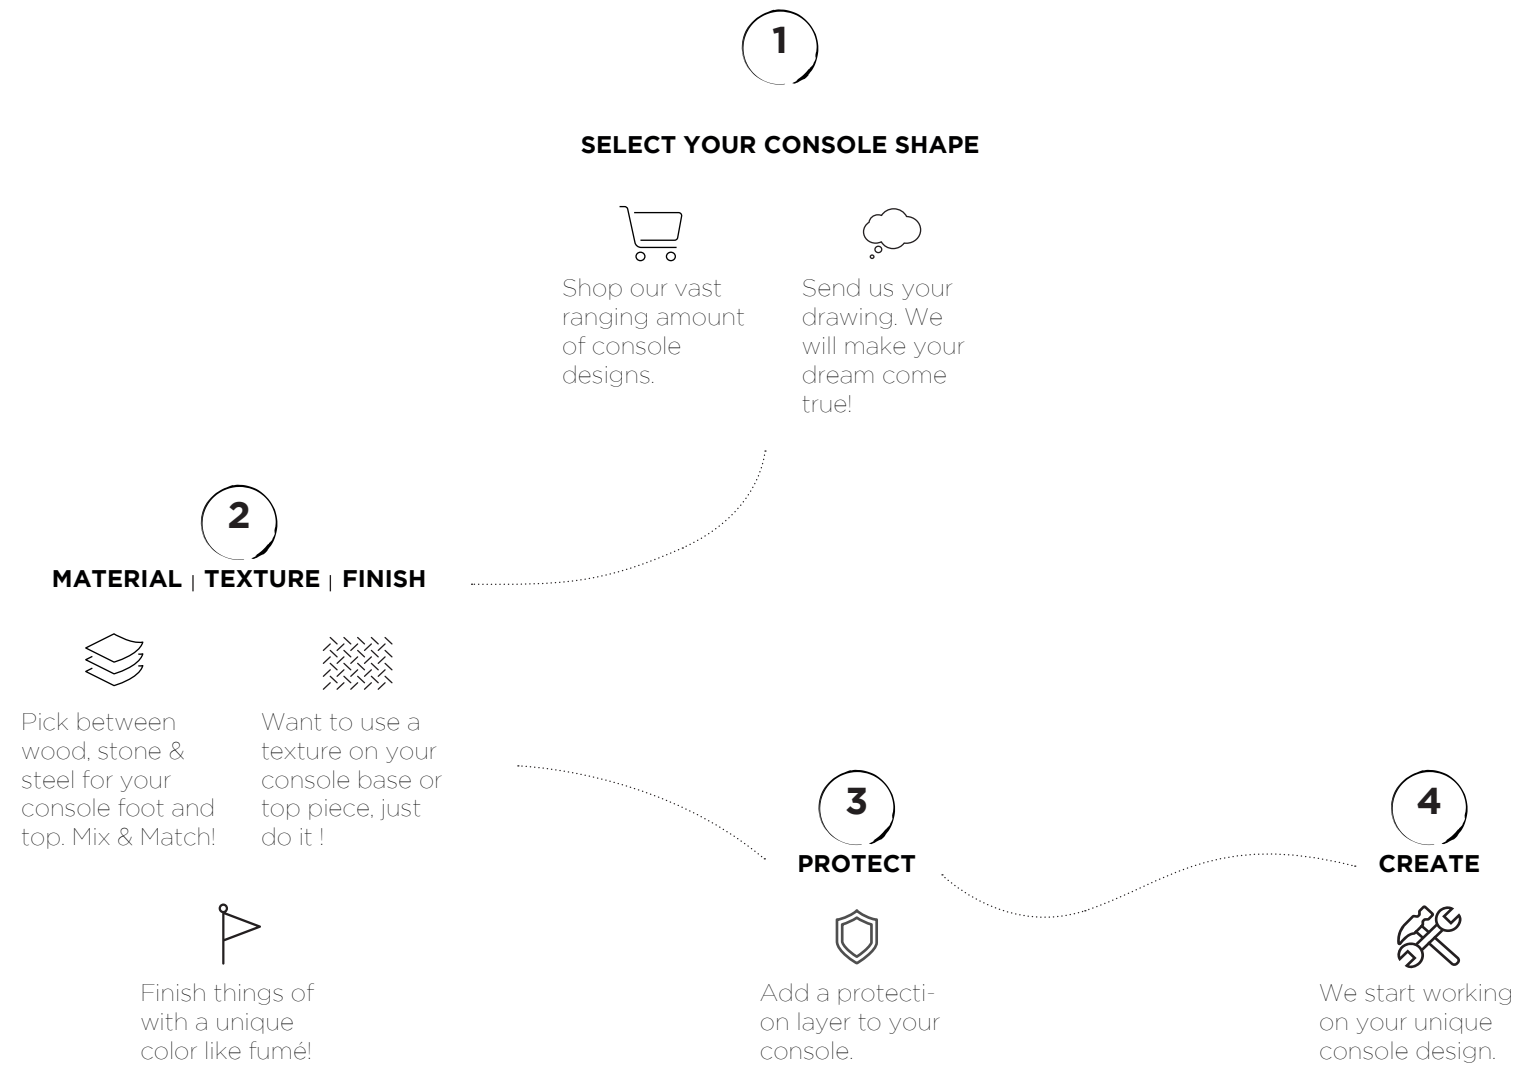 1
SELECT YOUR CONSOLE SHAPE
Shop our vast
ranging amount
of console
designs.
Send us your
drawing. We
will make your
dream come
true!
2
MATERIAL | TEXTURE | FINISH
Pick between
wood, stone &
steel for your
console foot and
top. Mix & Match!
Want to use a
texture on your
console base or
top piece, just
do it !
Finish things of
with a unique
color like fumé!
3
PROTECT
Add a protecti-
on layer to your
console.
4
CREATE
We start working
on your unique
console design.